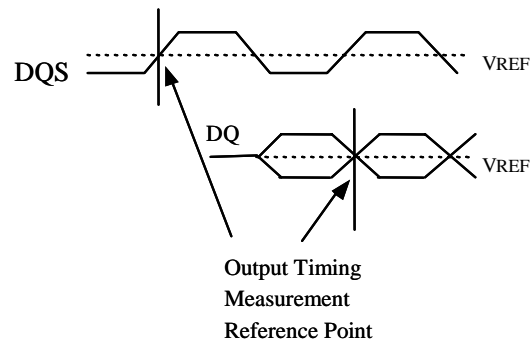 DQS
VREF
DQ
VREF
Output Timing
Measurement
Reference Point